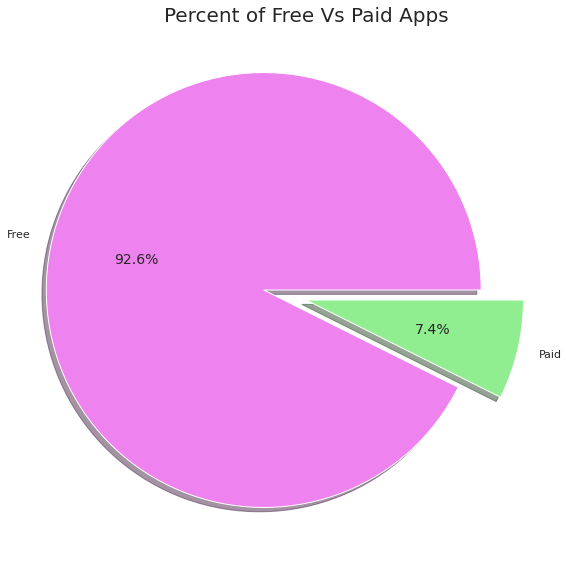 Percent of Free Vs Paid Apps
Free
92.6%
7.4%
Paid